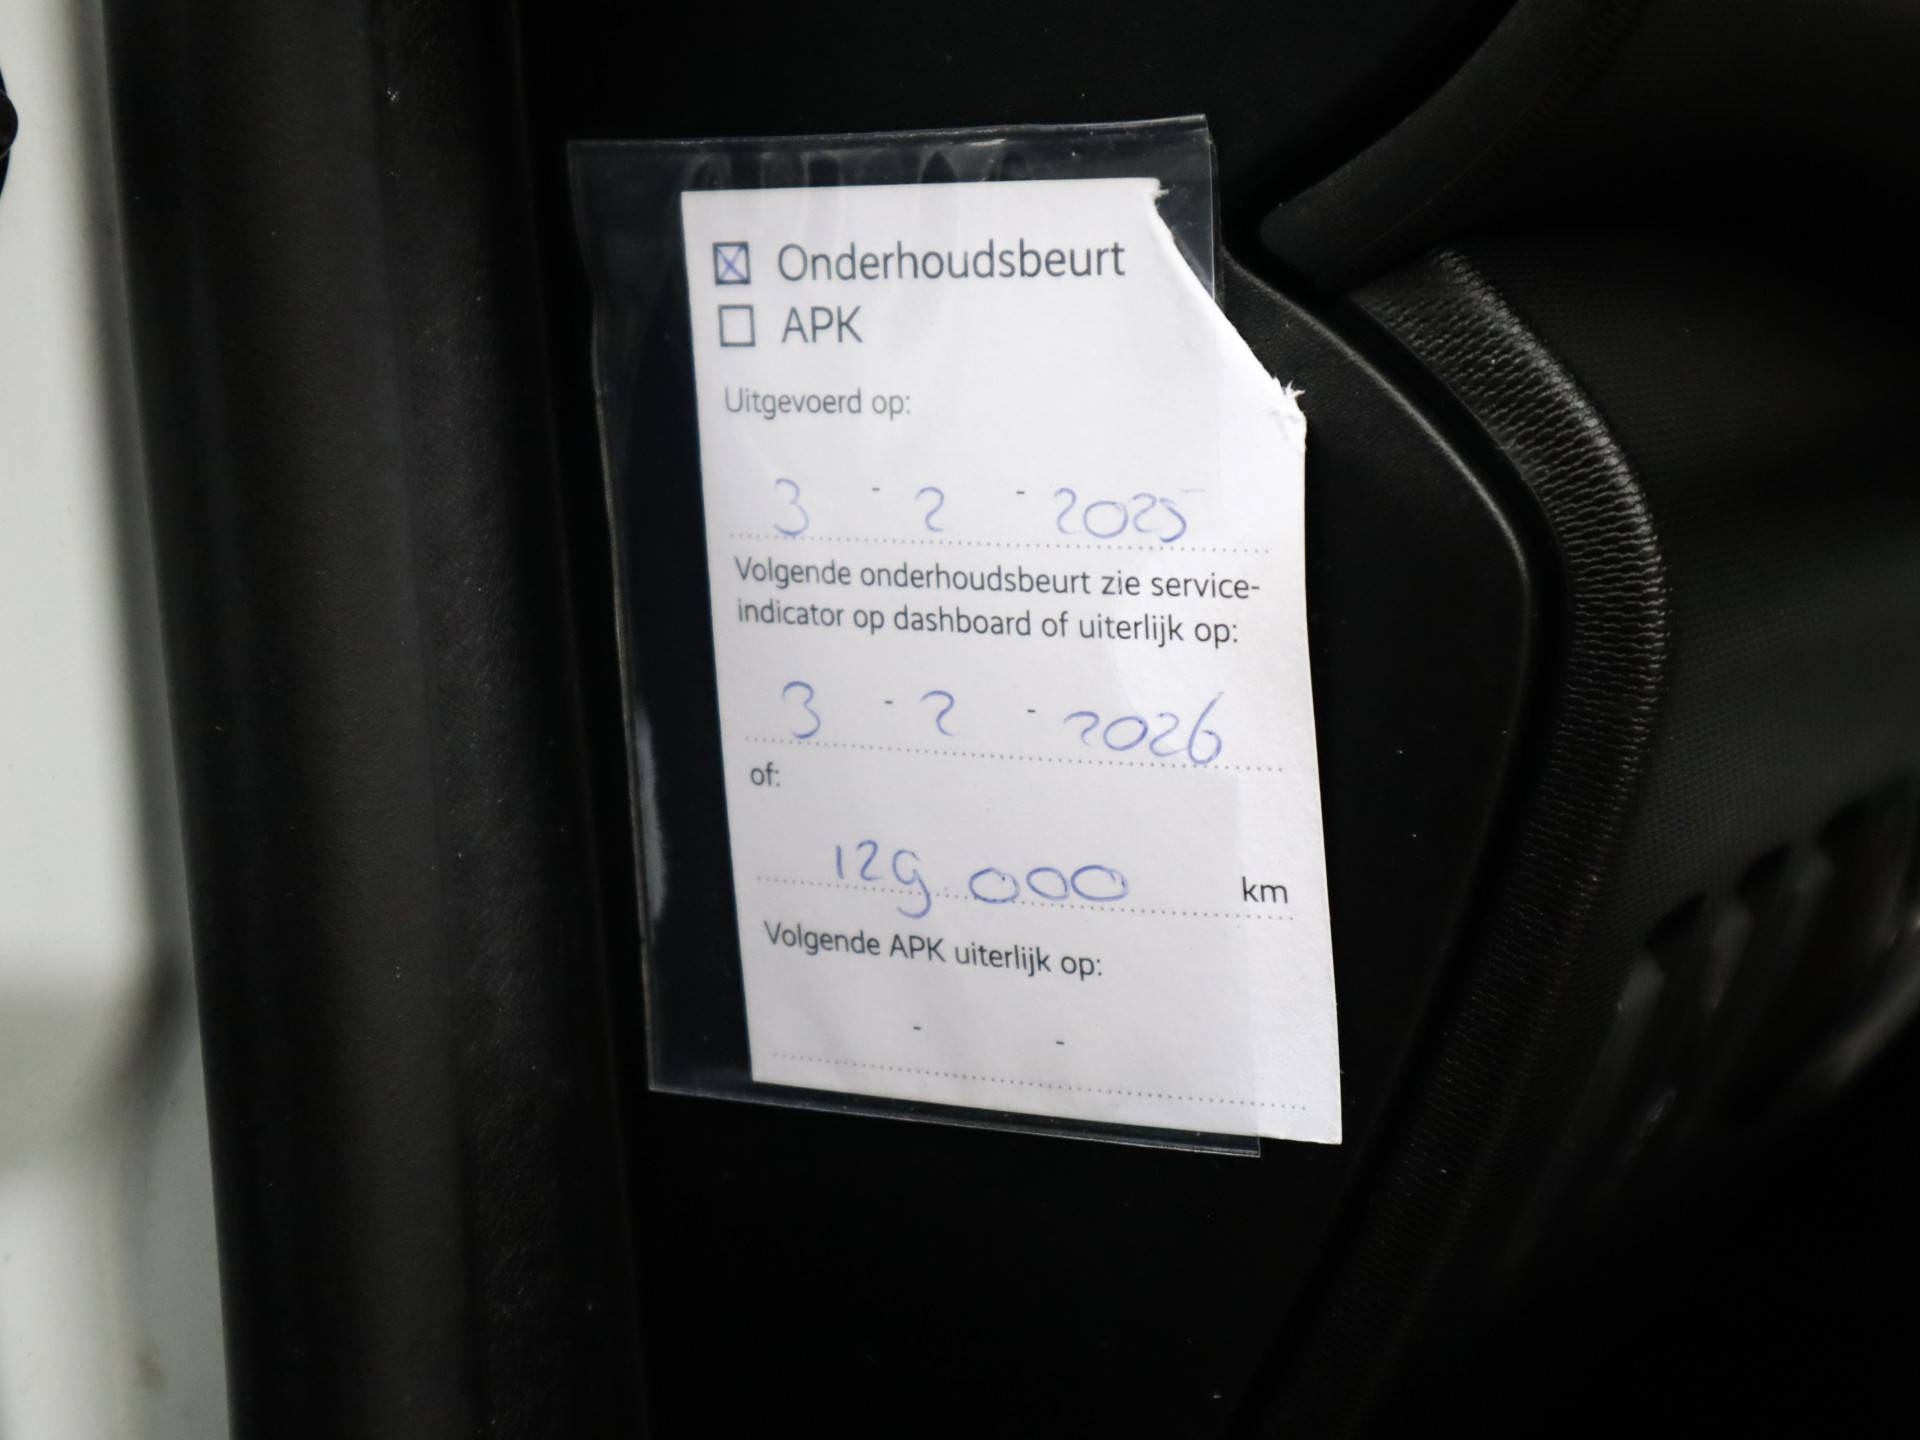 ☒ Onderhoudsbeurt
☐ APK
Uitgevoerd op:
3 - 2 - 2025
Volgende onderhoudsbeurt zie service-
indicator op dashboard of uiterlijk op:
3 - 2 - 2026
of:
129.000 km
Volgende APK uiterlijk op:
- -